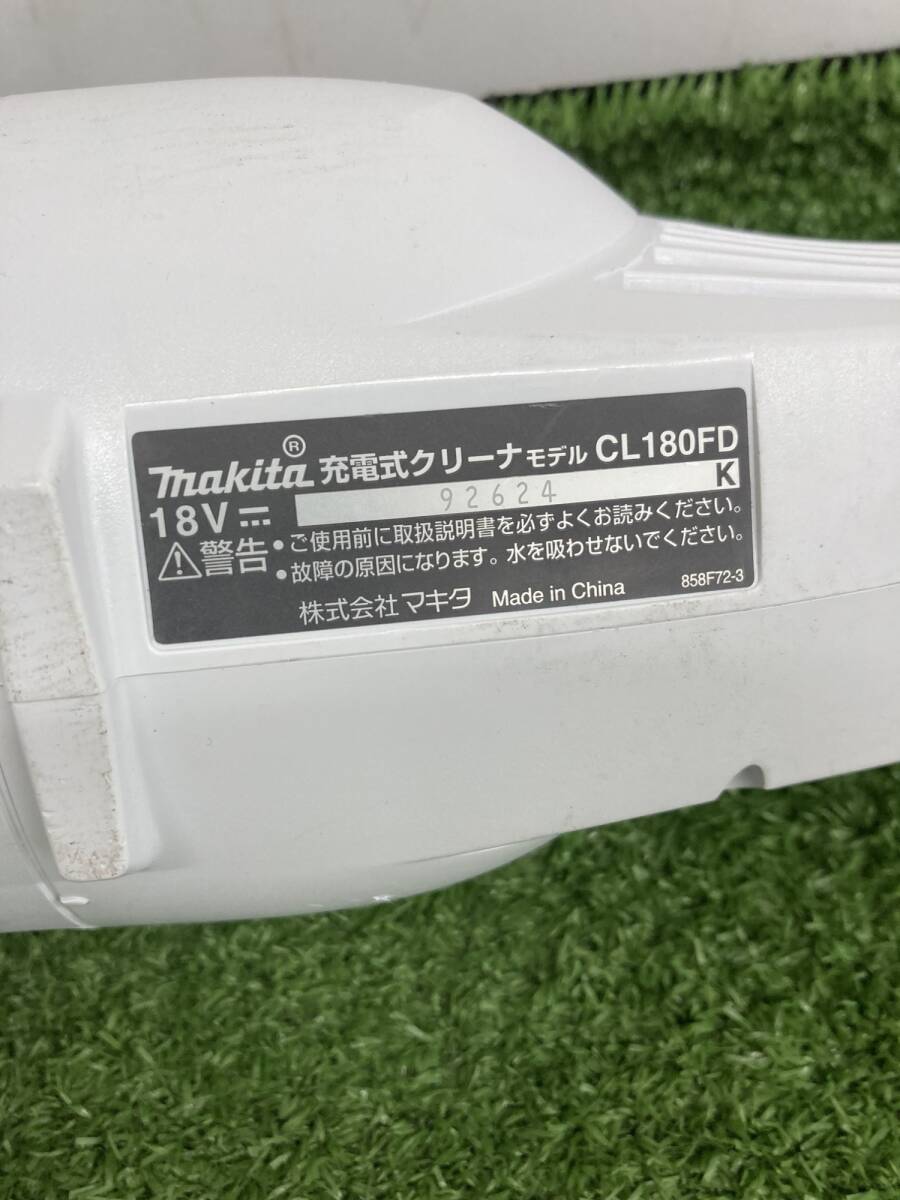 makita® 充電式クリーナ モデル CL180FD
18V ⎓ 92624 K
⚠警告 ●ご使用前に取扱説明書を必ずよくお読みください。
●故障の原因になります。水を吸わせないでください。
株式会社マキタ Made in China 858F72-3